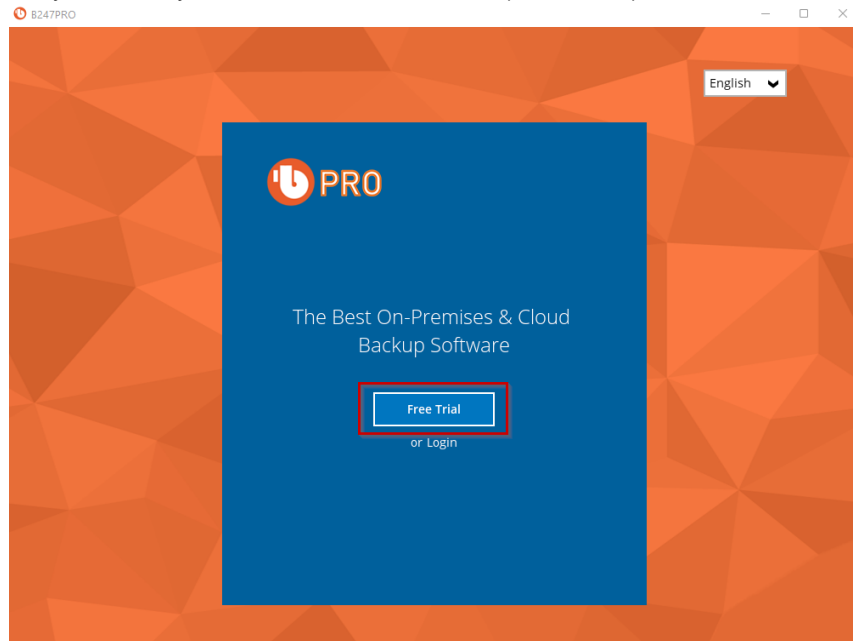 B247PRO
English
PRO
The Best On-Premises & Cloud
Backup Software
Free Trial
or Login